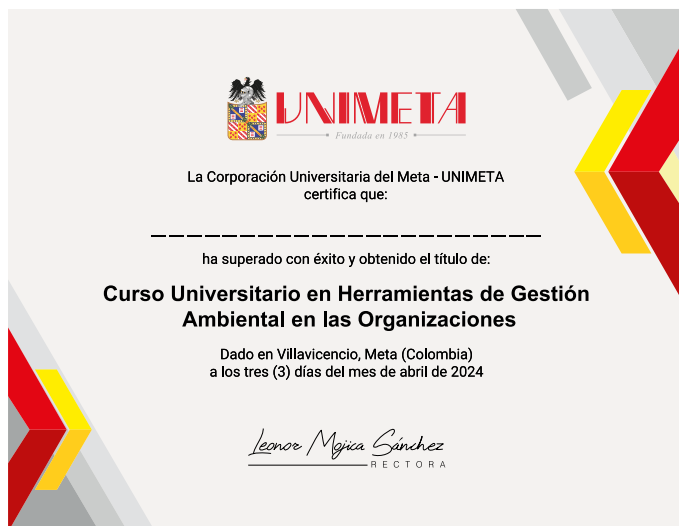 UNIMETA
Fundada en 1985
La Corporación Universitaria del Meta - UNIMETA
certifica que:
ha superado con éxito y obtenido el título de:
Curso Universitario en Herramientas de Gestión
Ambiental en las Organizaciones
Dado en Villavicencio, Meta (Colombia)
a los tres (3) días del mes de abril de 2024
Leonor Mojica Sánchez
RECTORA